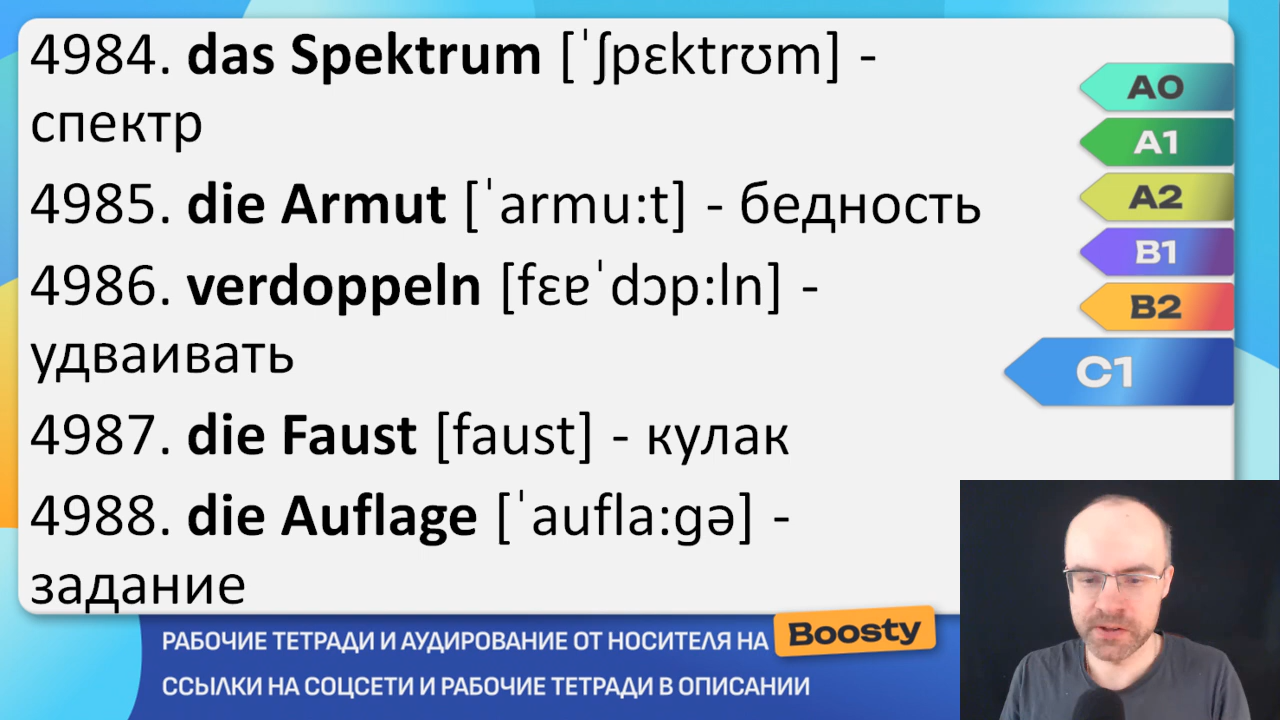 4984. das Spektrum [ˈʃpɛktrʊm] -
спектр
4985. die Armut [ˈarmu:t] - бедность
4986. verdoppeln [fɛɐˈdɔp:ln] -
удваивать
4987. die Faust [faust] - кулак
4988. die Auflage [ˈaufla:gə] -
задание
A0
A1
A2
B1
B2
C1
РАБОЧИЕ ТЕТРАДИ И АУДИРОВАНИЕ ОТ НОСИТЕЛЯ НА Boosty
ССЫЛКИ НА СОЦСЕТИ И РАБОЧИЕ ТЕТРАДИ В ОПИСАНИИ